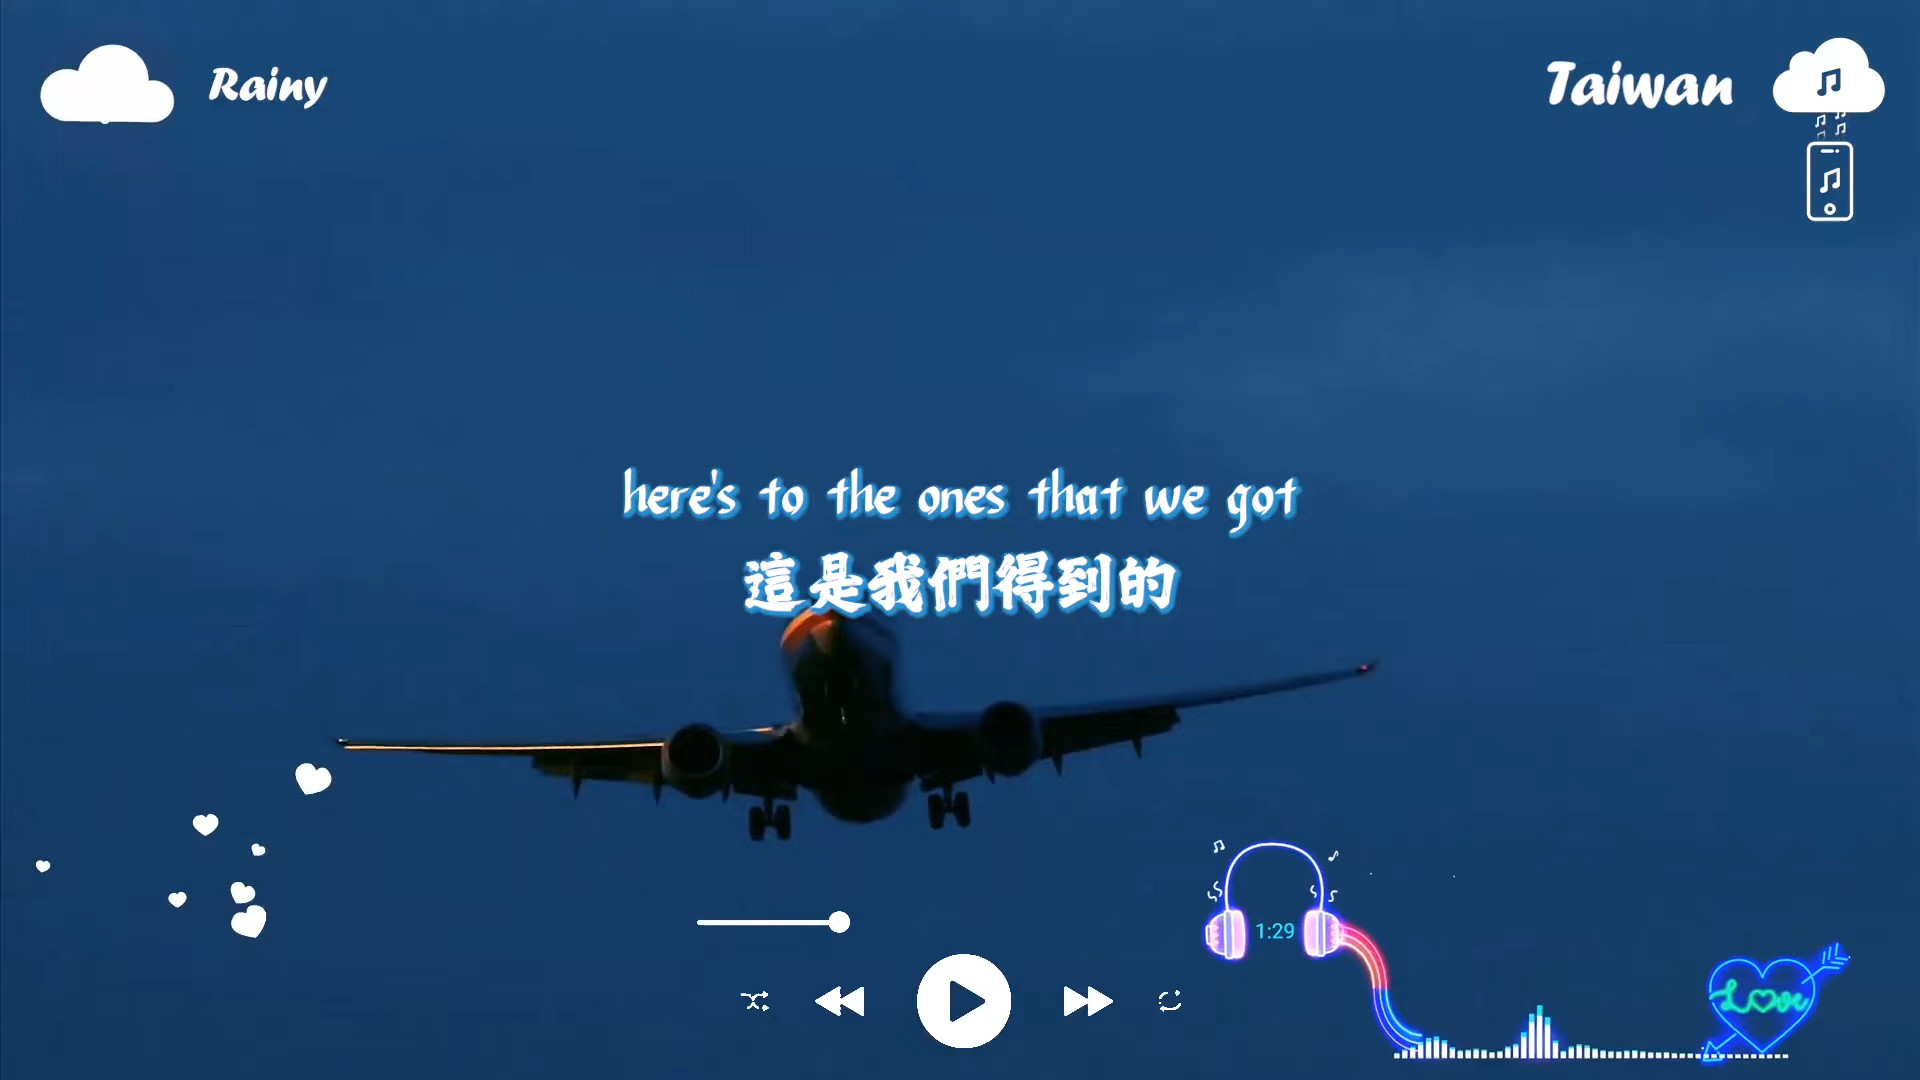 Rainy
Taiwan
here's to the ones that we got
這是我們得到的
1:29
Love